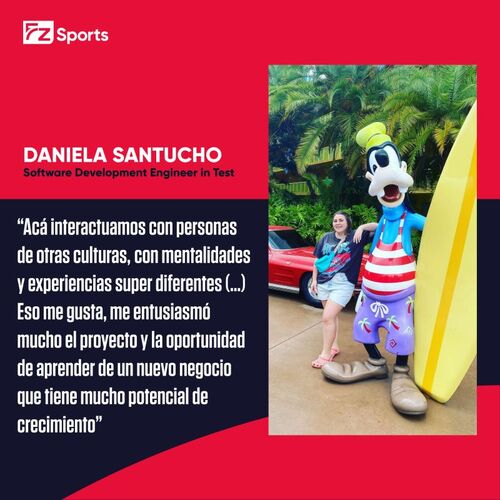 FZ Sports
DANIELA SANTUCHO
Software Development Engineer in Test
“Acá interactuamos con personas
de otras culturas, con mentalidades
y experiencias super diferentes (...)
Eso me gusta, me entusiasmó
mucho el proyecto y la oportunidad
de aprender de un nuevo negocio
que tiene mucho potencial de
crecimiento”